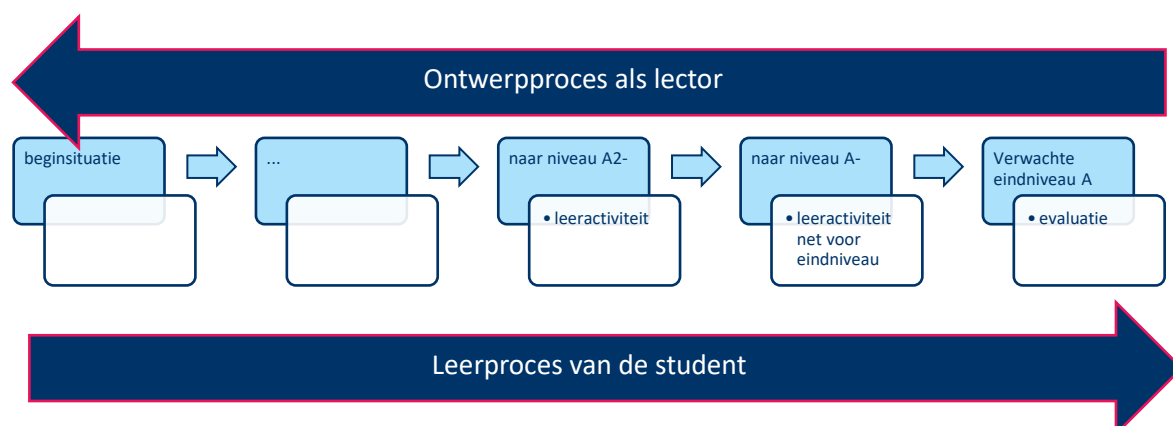 Ontwerpproces als lector
beginsituatie
...
naar niveau A2-
• leeractiviteit
naar niveau A-
• leeractiviteit
net voor
eindniveau
Verwachte
eindniveau A
• evaluatie
Leerproces van de student